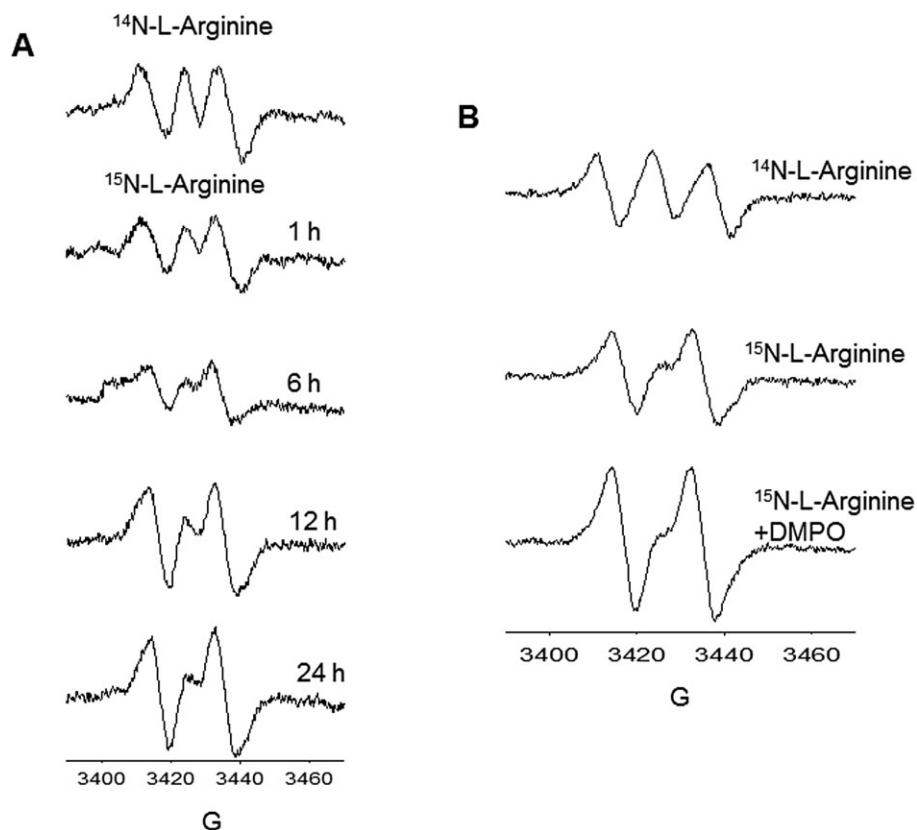 A
¹⁴N-L-Arginine
¹⁵N-L-Arginine
1 h
6 h
12 h
24 h
3400 3420 3440 3460
G
B
¹⁴N-L-Arginine
¹⁵N-L-Arginine
¹⁵N-L-Arginine
+DMPO
3400 3420 3440 3460
G